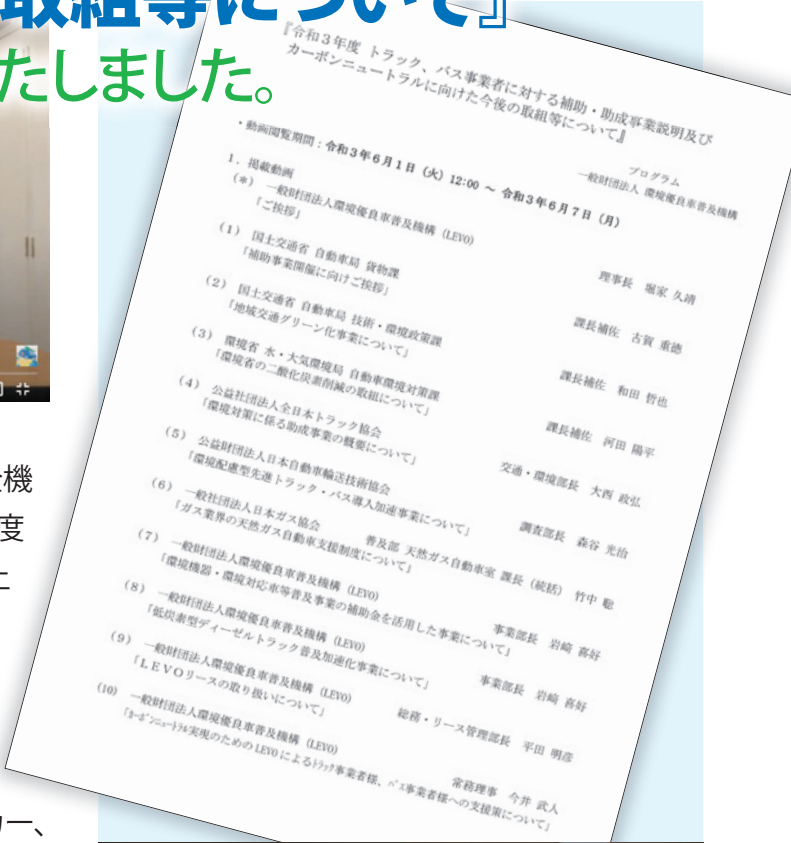 取組等について』
たしました。
『令和3年度 トラック、バス事業者に対する補助・助成事業説明及び
カーボンニュートラルに向けた今後の取組等について』
プログラム
一般財団法人 環境優良車普及機構
・動画閲覧期間：令和3年6月1日（火）12:00 ～ 令和3年6月7日（月）
1．掲載動画
(*) 一般財団法人環境優良車普及機構（LEVO）
「ご挨拶」
理事長 堀家 久靖
(1) 国土交通省 自動車局 貨物課
「補助事業開催に向けご挨拶」
課長補佐 古賀 重徳
(2) 国土交通省 自動車局 技術・環境政策課
「地域交通グリーン化事業について」
課長補佐 和田 哲也
(3) 環境省 水・大気環境局 自動車環境対策課
「環境省の二酸化炭素削減の取組について」
課長補佐 河田 陽平
(4) 公益社団法人全日本トラック協会
「環境対策に係る助成事業の概要について」
交通・環境部長 大西 政弘
(5) 公益財団法人日本自動車輸送技術協会
「環境配慮型先進トラック・バス導入加速事業について」
調査部長 森谷 光治
(6) 一般社団法人日本ガス協会
普及部 天然ガス自動車室 課長（統括） 竹中 聡
「ガス業界の天然ガス自動車支援制度について」
(7) 一般財団法人環境優良車普及機構（LEVO）
「環境機器・環境対応車等普及事業の補助金を活用した事業について」
事業部長 岩﨑 喜好
(8) 一般財団法人環境優良車普及機構（LEVO）
「低炭素型ディーゼルトラック普及加速化事業について」
事業部長 岩﨑 喜好
(9) 一般財団法人環境優良車普及機構（LEVO）
「LEVOリースの取り扱いについて」
総務・リース管理部長 平田 明彦
(10) 一般財団法人環境優良車普及機構（LEVO）
常務理事 今井 武人
「ｶｰﾎﾞﾝﾆｭｰﾄﾗﾙ実現のためのLEVOによるﾄﾗｯｸ事業者様、ﾊﾞｽ事業者様への支援策について」
機
度
ー、